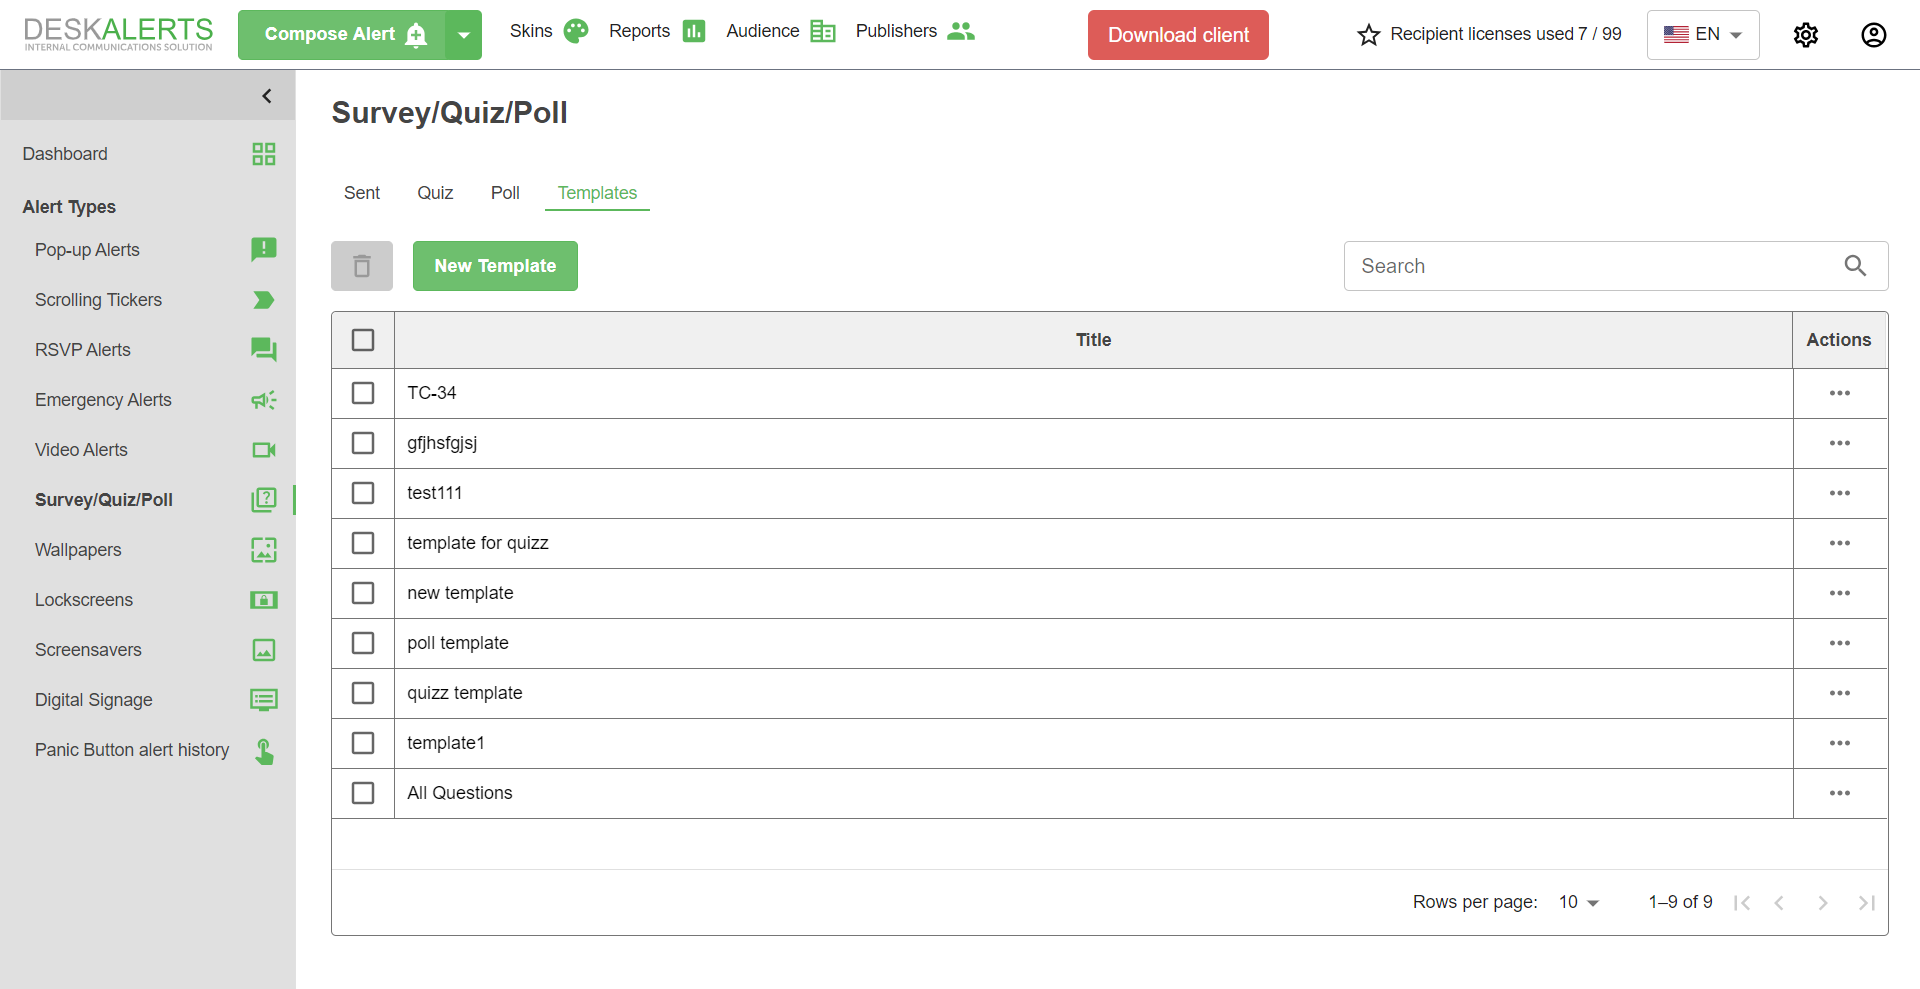 DESKALERTS
INTERNAL COMMUNICATIONS SOLUTION
Compose Alert
Skins
Reports
Audience
Publishers
Download client
Recipient licenses used 7 / 99
EN
Dashboard
Alert Types
Pop-up Alerts
Scrolling Tickers
RSVP Alerts
Emergency Alerts
Video Alerts
Survey/Quiz/Poll
Wallpapers
Lockscreens
Screensavers
Digital Signage
Panic Button alert history
Survey/Quiz/Poll
Sent
Quiz
Poll
Templates
New Template
Search
Title
Actions
TC-34
gfjhsfgjsj
test111
template for quizz
new template
poll template
quizz template
template1
All Questions
Rows per page:
10
1–9 of 9